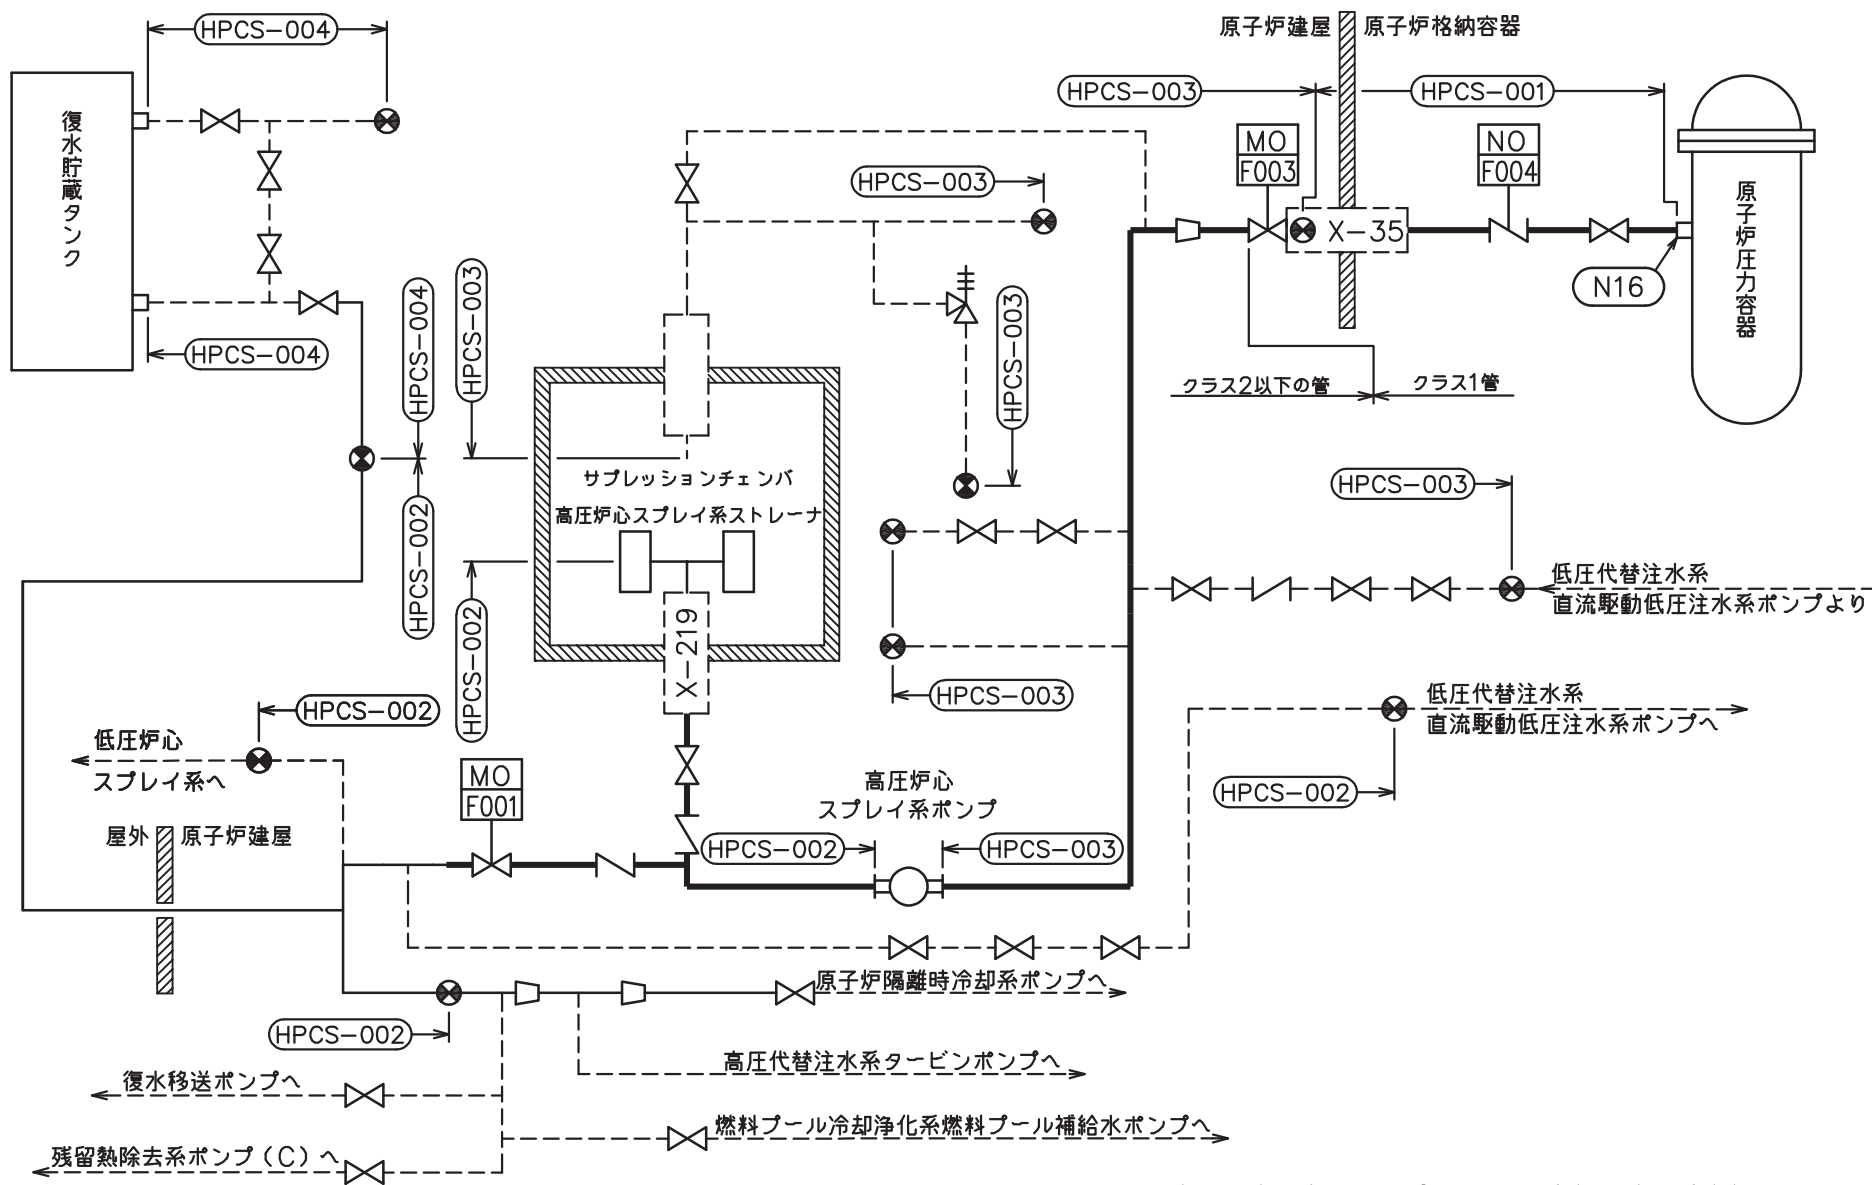 HPCS-004
原子炉建屋
原子炉格納容器
HPCS-003
HPCS-001
復水貯蔵タンク
MO
F003
NO
F004
HPCS-003
原子炉圧力容器
X-35
N16
HPCS-004
HPCS-004
HPCS-003
HPCS-003
クラス2以下の管
クラス1管
サプレッションチェンバ
高圧炉心スプレイ系ストレーナ
HPCS-003
HPCS-002
HPCS-002
X-219
低圧代替注水系
直流駆動低圧注水系ポンプより
HPCS-003
HPCS-002
低圧代替注水系
直流駆動低圧注水系ポンプへ
低圧炉心
スプレイ系へ
MO
F001
高圧炉心
スプレイ系ポンプ
HPCS-002
屋外
原子炉建屋
HPCS-002
HPCS-003
原子炉隔離時冷却系ポンプへ
HPCS-002
高圧代替注水系タービンポンプへ
復水移送ポンプへ
燃料プール冷却浄化系燃料プール補給水ポンプへ
残留熱除去系ポンプ(C)へ